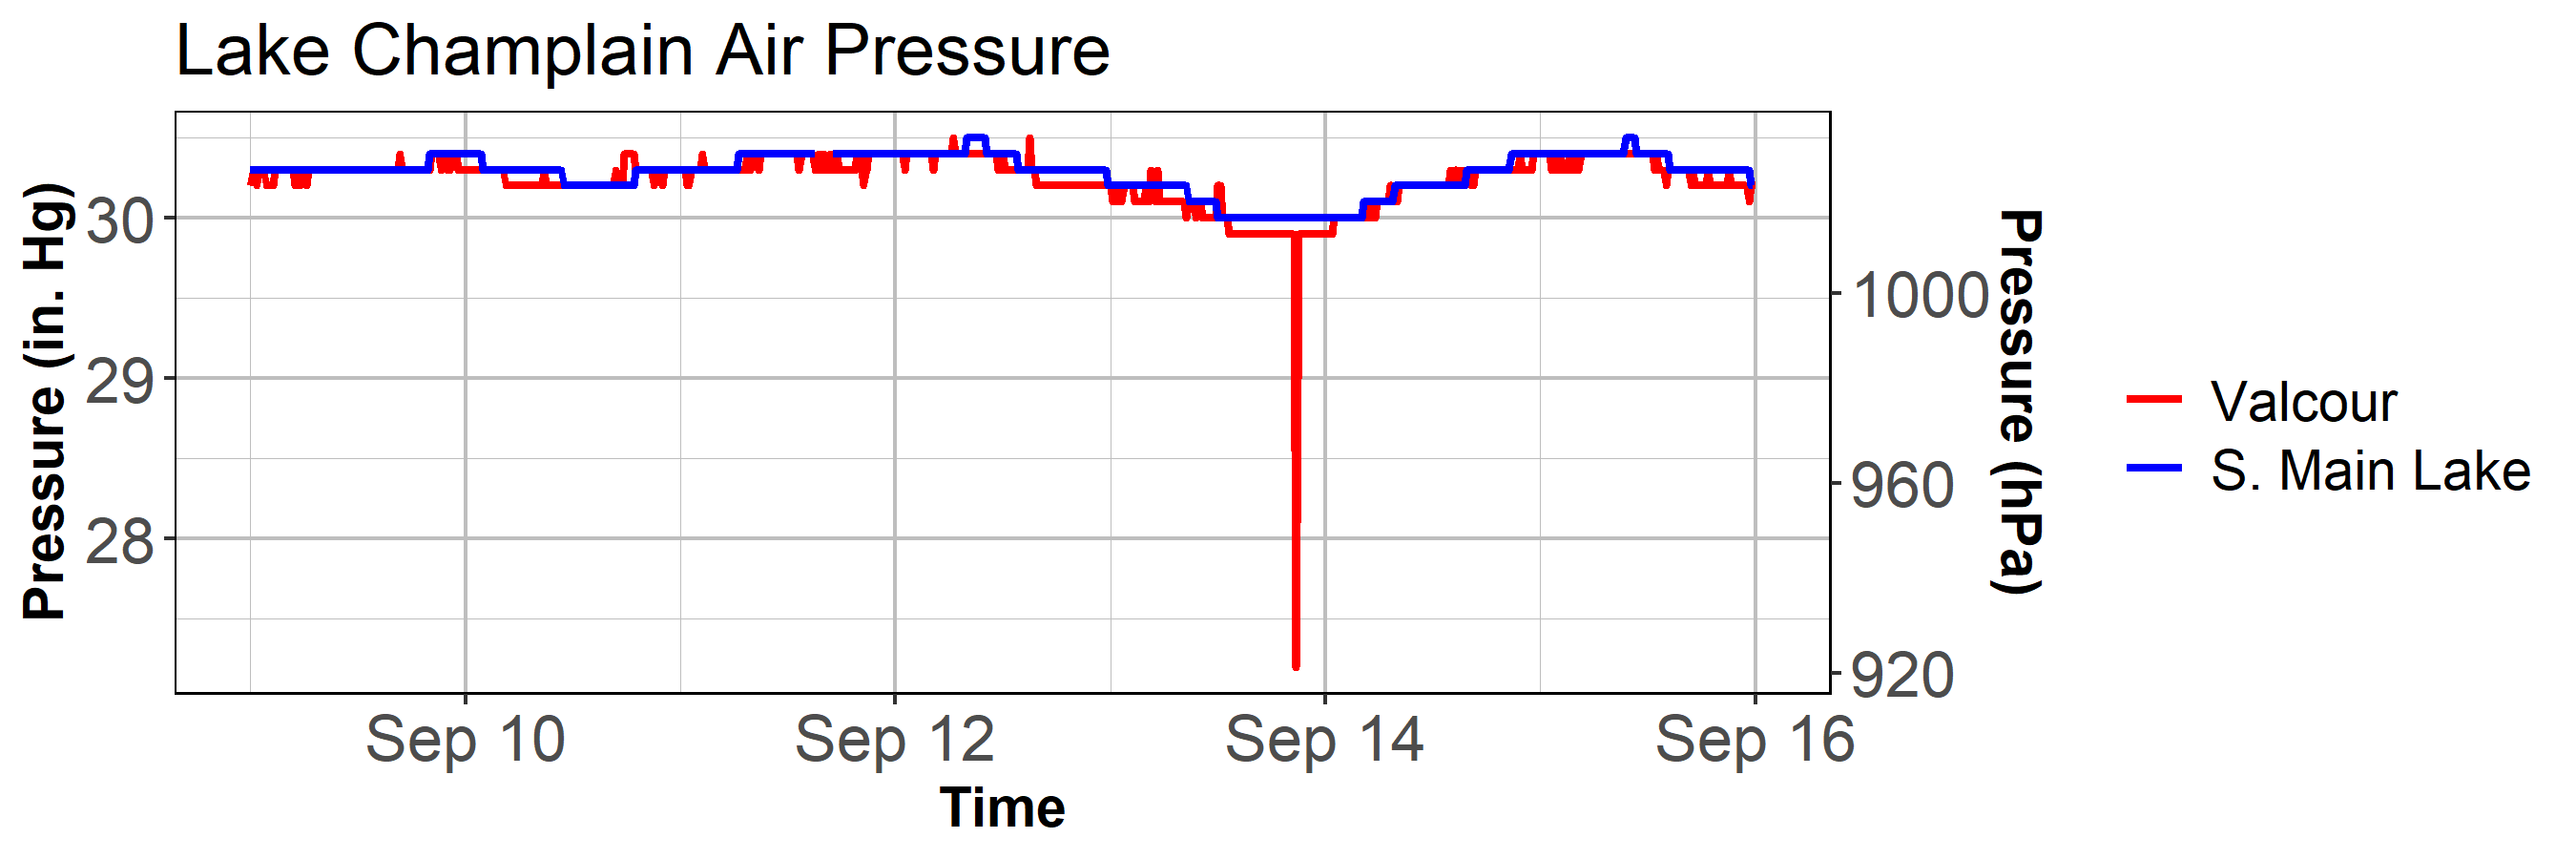 Lake Champlain Air Pressure
Pressure (in. Hg)
30
29
28
1000
960
920
Pressure (hPa)
Valcour
S. Main Lake
Sep 10
Sep 12
Sep 14
Sep 16
Time